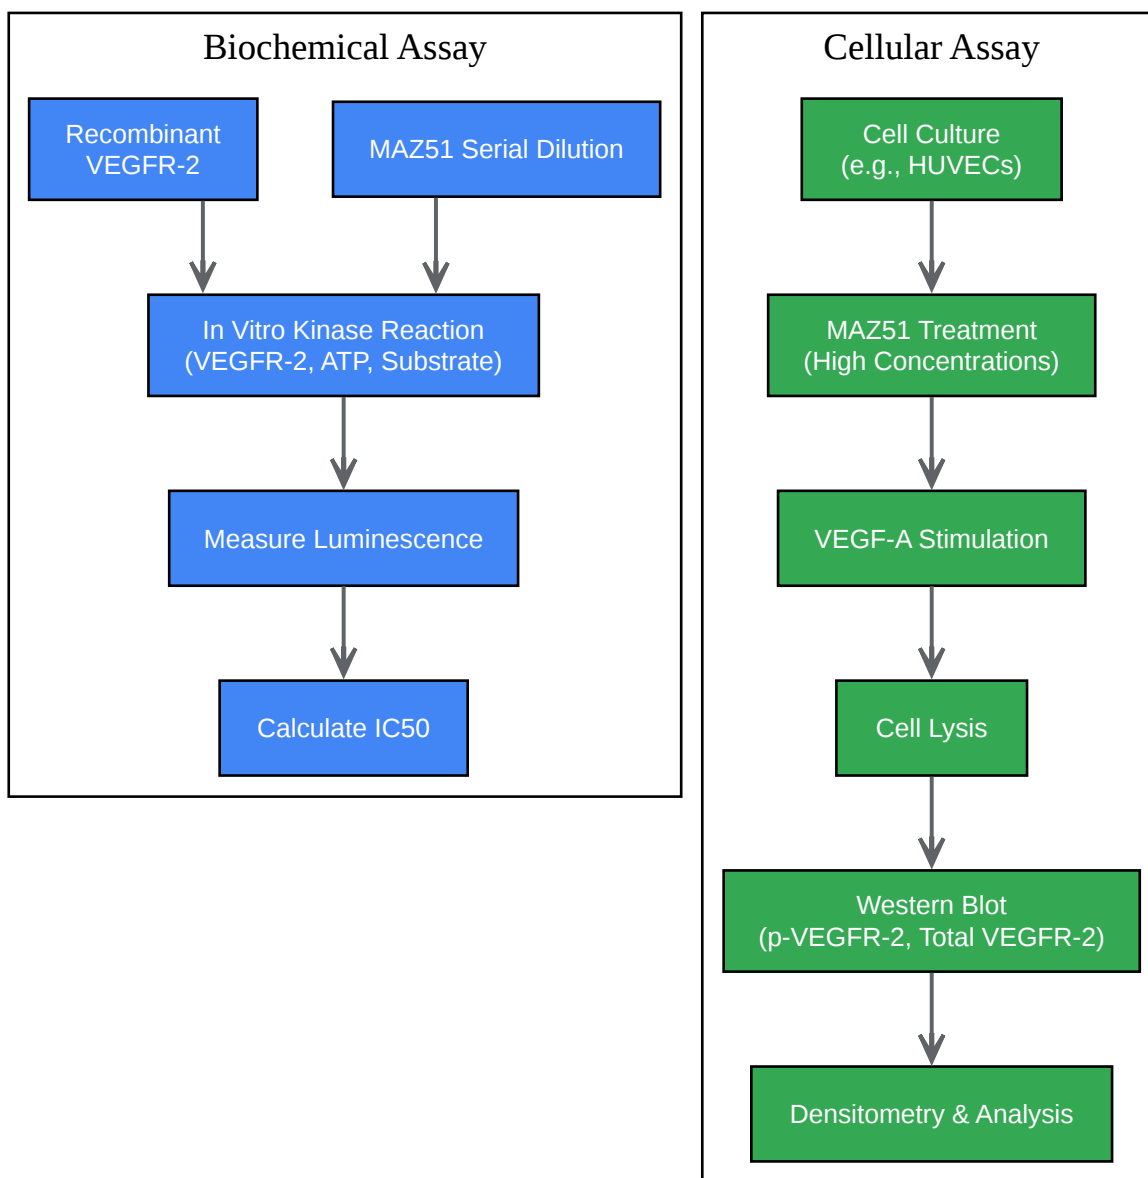 Biochemical Assay
Recombinant
VEGFR-2
MAZ51 Serial Dilution
In Vitro Kinase Reaction
(VEGFR-2, ATP, Substrate)
Measure Luminescence
Calculate IC50
Cellular Assay
Cell Culture
(e.g., HUVECs)
MAZ51 Treatment
(High Concentrations)
VEGF-A Stimulation
Cell Lysis
Western Blot
(p-VEGFR-2, Total VEGFR-2)
Densitometry & Analysis